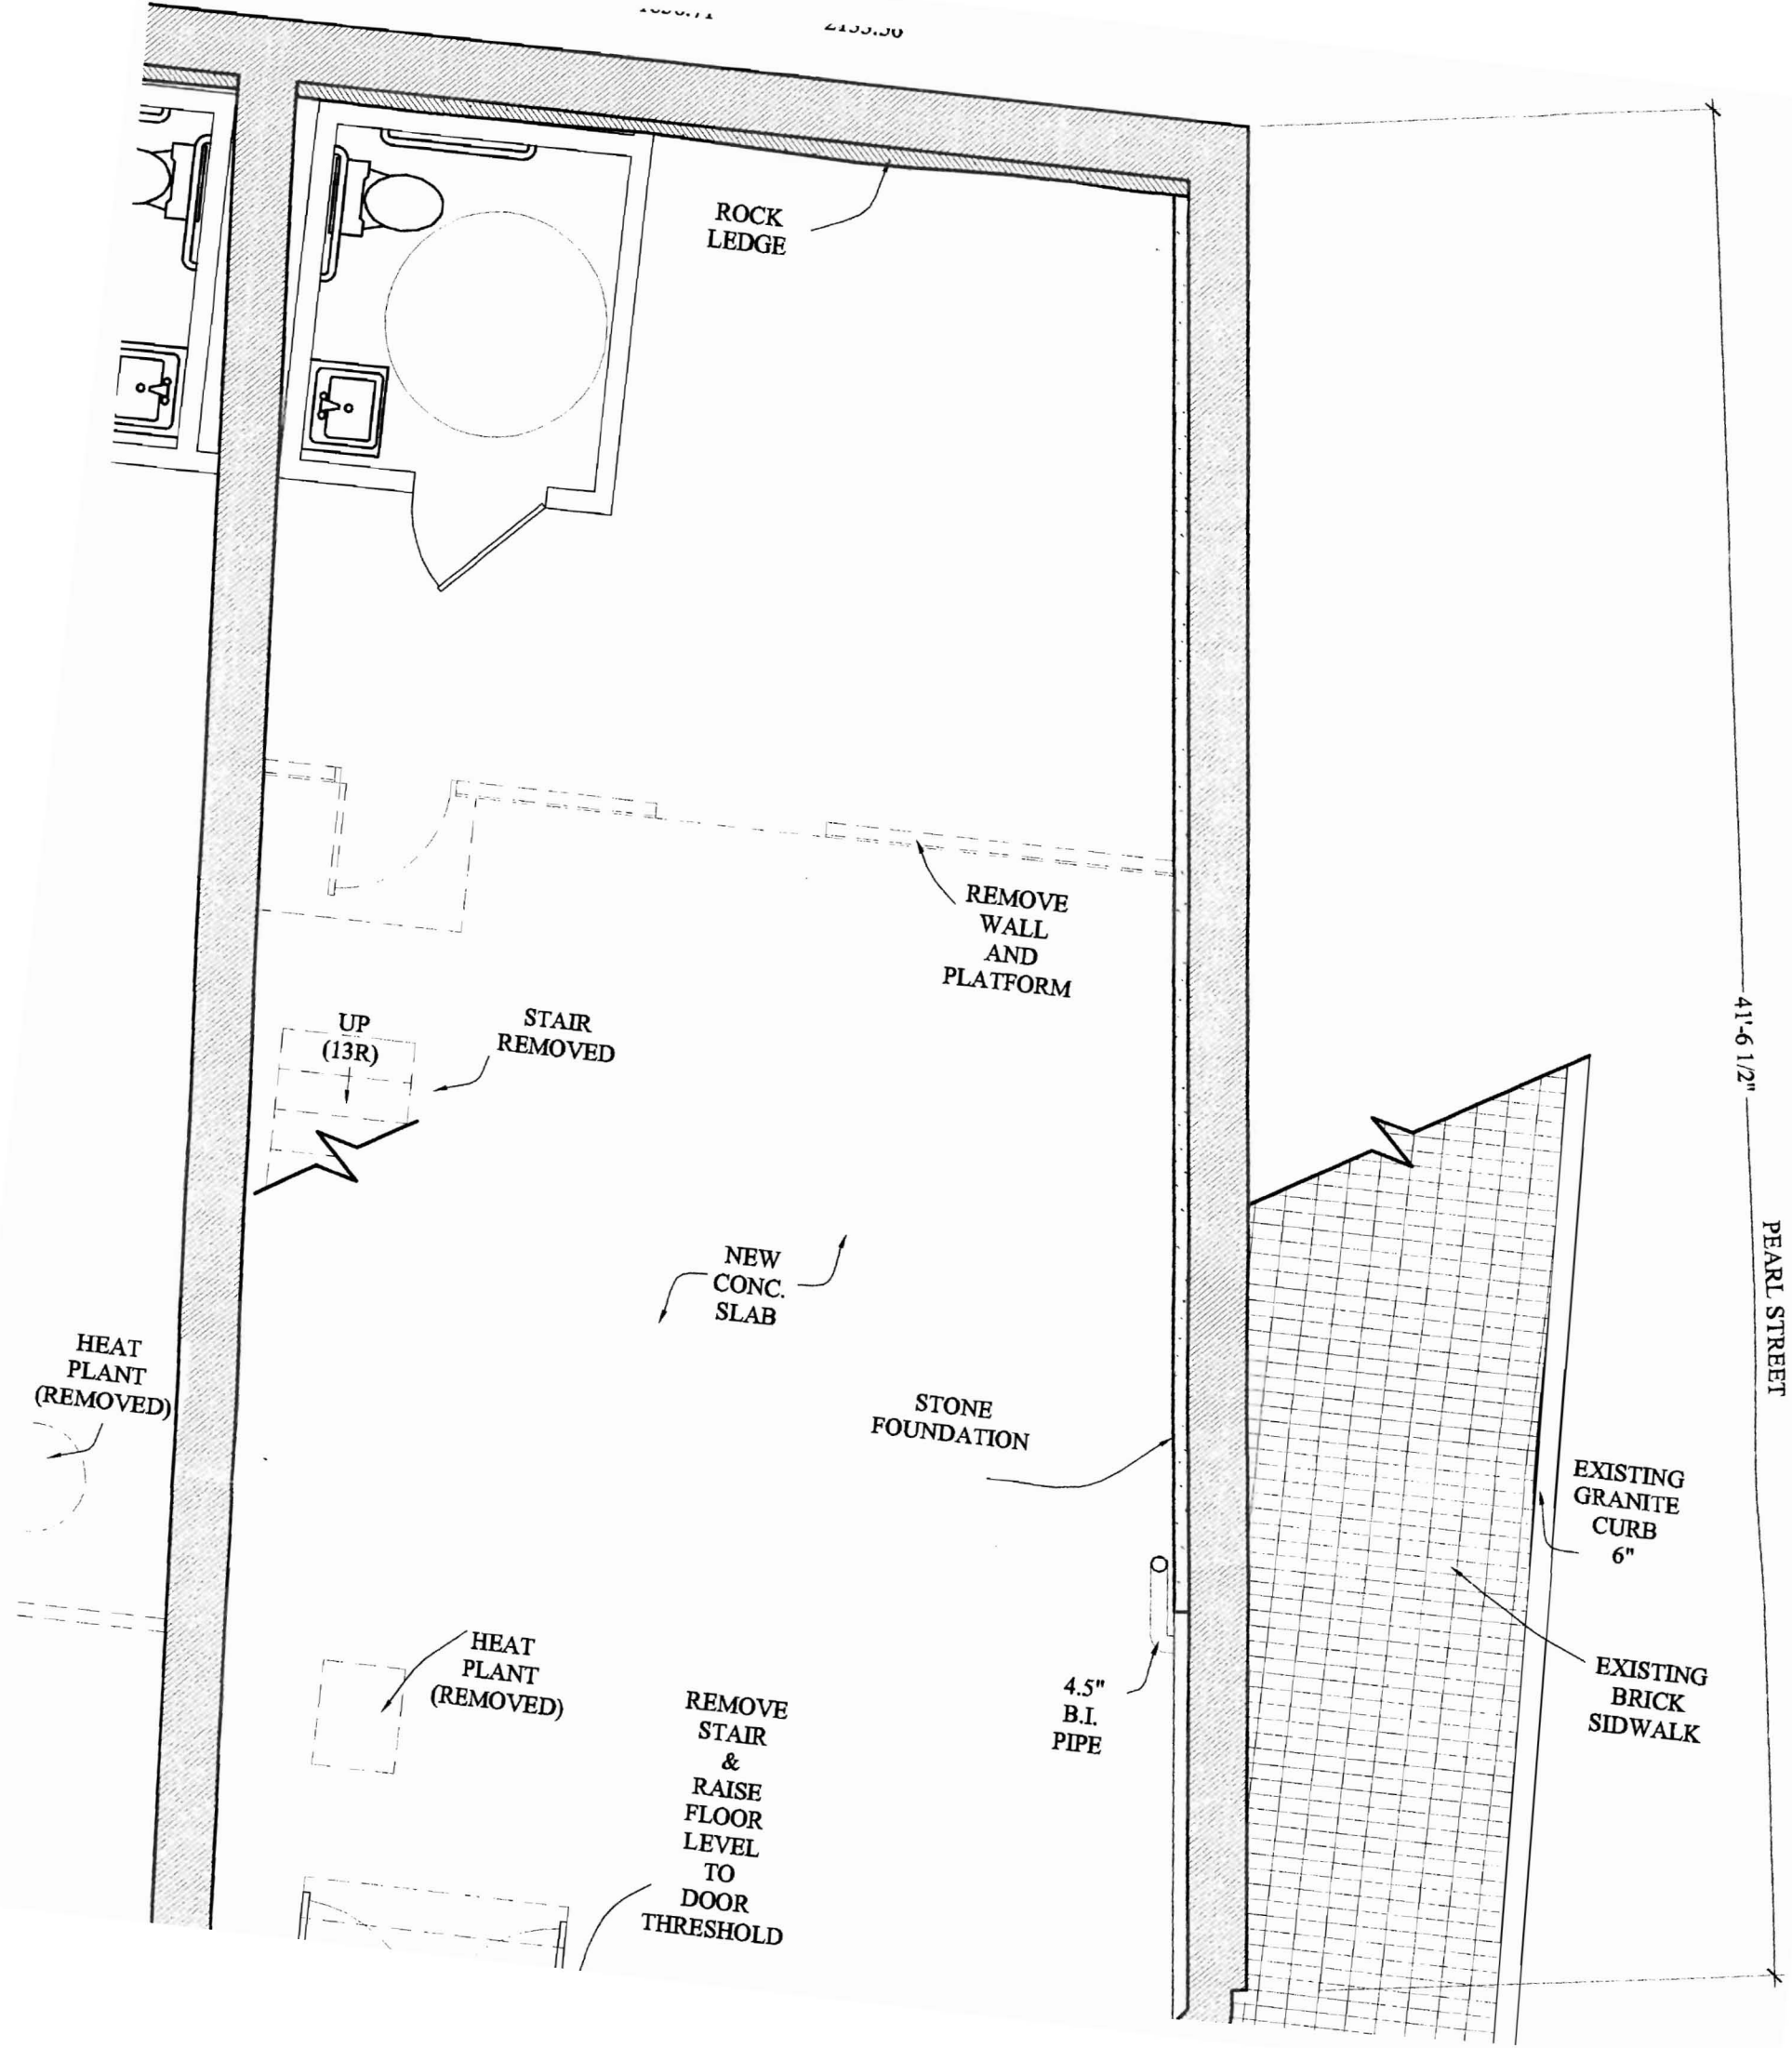 ROCK
LEDGE
REMOVE
WALL
AND
PLATFORM
UP
(13R)
STAIR
REMOVED
41'-6 1/2"
PEARL STREET
NEW
CONC.
SLAB
HEAT
PLANT
(REMOVED)
STONE
FOUNDATION
EXISTING
GRANITE
CURB
6"
HEAT
PLANT
(REMOVED)
REMOVE
STAIR
&
RAISE
FLOOR
LEVEL
TO
DOOR
THRESHOLD
4.5"
B.I.
PIPE
EXISTING
BRICK
SIDWALK